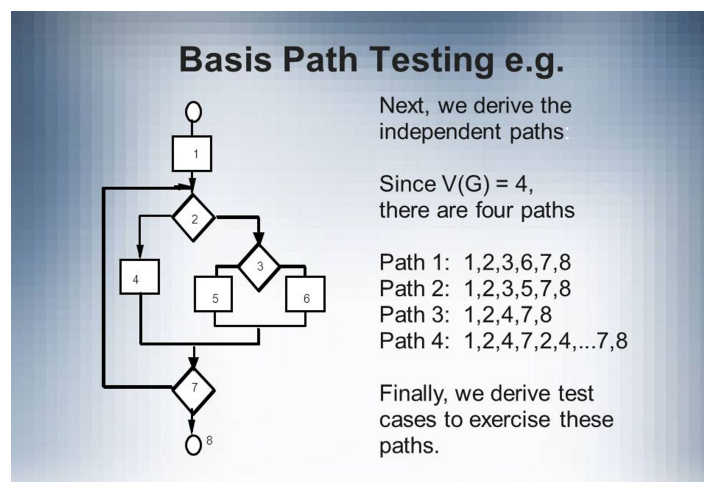 Basis Path Testing e.g.
Next, we derive the
independent paths:
Since V(G) = 4,
there are four paths
Path 1: 1,2,3,6,7,8
Path 2: 1,2,3,5,7,8
Path 3: 1,2,4,7,8
Path 4: 1,2,4,7,2,4,...7,8
Finally, we derive test
cases to exercise these
paths.
1
2
3
4
5
6
7
8